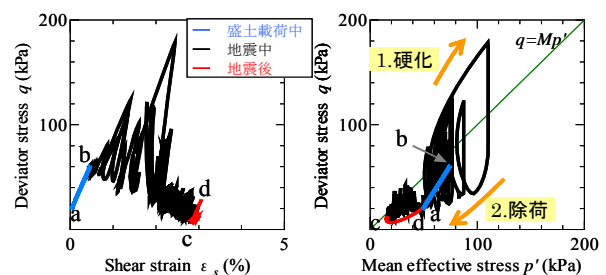 盛土載荷中
地震中
地震後
200
100
0
5
a
b
c
d
Deviator stress q (kPa)
Shear strain ε s (%)
200
100
0
100
200
1.硬化
q=Mp'
b
2.除荷
c
d
a
Deviator stress q (kPa)
Mean effective stress p' (kPa)